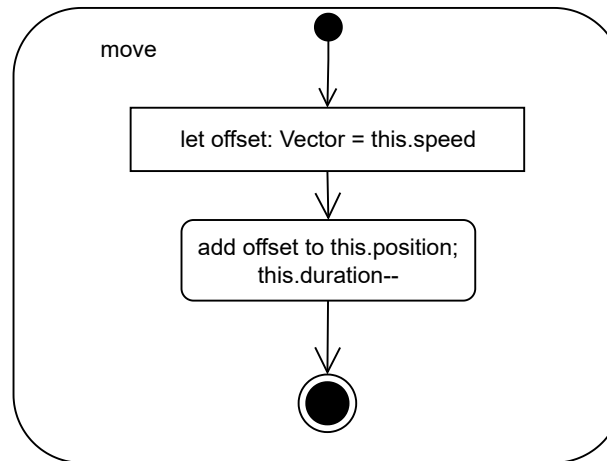 move
let offset: Vector = this.speed
add offset to this.position;
this.duration--